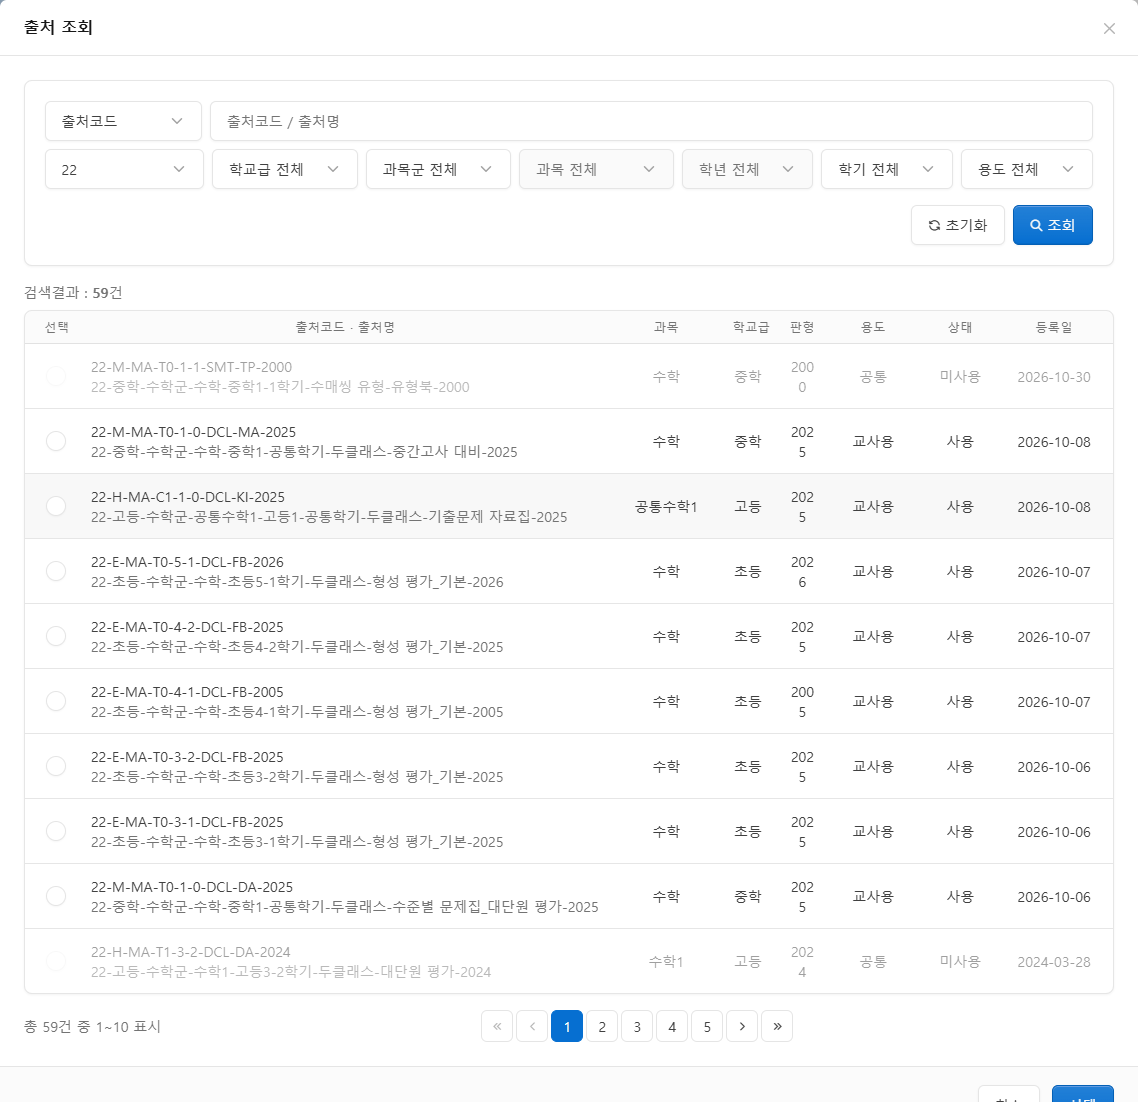 출처 조회
출처코드 출처코드 / 출처명
22 학교급 전체 과목군 전체 과목 전체 학년 전체 학기 전체 용도 전체
초기화 조회
검색결과 : 59건
선택 출처코드 · 출처명 과목 학교급 판형 용도 상태 등록일
22-M-MA-T0-1-1-SMT-TP-2000
22-중학-수학군-수학-중학1-1학기-수매씽 유형-유형북-2000
수학 중학 2000 공통 미사용 2026-10-30
22-M-MA-T0-1-0-DCL-MA-2025
22-중학-수학군-수학-중학1-공통학기-두클래스-중간고사 대비-2025
수학 중학 2025 교사용 사용 2026-10-08
22-H-MA-C1-1-0-DCL-KI-2025
22-고등-수학군-공통수학1-고등1-공통학기-두클래스-기출문제 자료집-2025
공통수학1 고등 2025 교사용 사용 2026-10-08
22-E-MA-T0-5-1-DCL-FB-2026
22-초등-수학군-수학-초등5-1학기-두클래스-형성 평가_기본-2026
수학 초등 2026 교사용 사용 2026-10-07
22-E-MA-T0-4-2-DCL-FB-2025
22-초등-수학군-수학-초등4-2학기-두클래스-형성 평가_기본-2025
수학 초등 2025 교사용 사용 2026-10-07
22-E-MA-T0-4-1-DCL-FB-2005
22-초등-수학군-수학-초등4-1학기-두클래스-형성 평가_기본-2005
수학 초등 2005 교사용 사용 2026-10-07
22-E-MA-T0-3-2-DCL-FB-2025
22-초등-수학군-수학-초등3-2학기-두클래스-형성 평가_기본-2025
수학 초등 2025 교사용 사용 2026-10-06
22-E-MA-T0-3-1-DCL-FB-2025
22-초등-수학군-수학-초등3-1학기-두클래스-형성 평가_기본-2025
수학 초등 2025 교사용 사용 2026-10-06
22-M-MA-T0-1-0-DCL-DA-2025
22-중학-수학군-수학-중학1-공통학기-두클래스-수준별 문제집_대단원 평가-2025
수학 중학 2025 교사용 사용 2026-10-06
22-H-MA-T1-3-2-DCL-DA-2024
22-고등-수학군-수학1-고등3-2학기-두클래스-대단원 평가-2024
수학1 고등 2024 공통 미사용 2024-03-28
총 59건 중 1~10 표시 « ‹ 1 2 3 4 5 › »